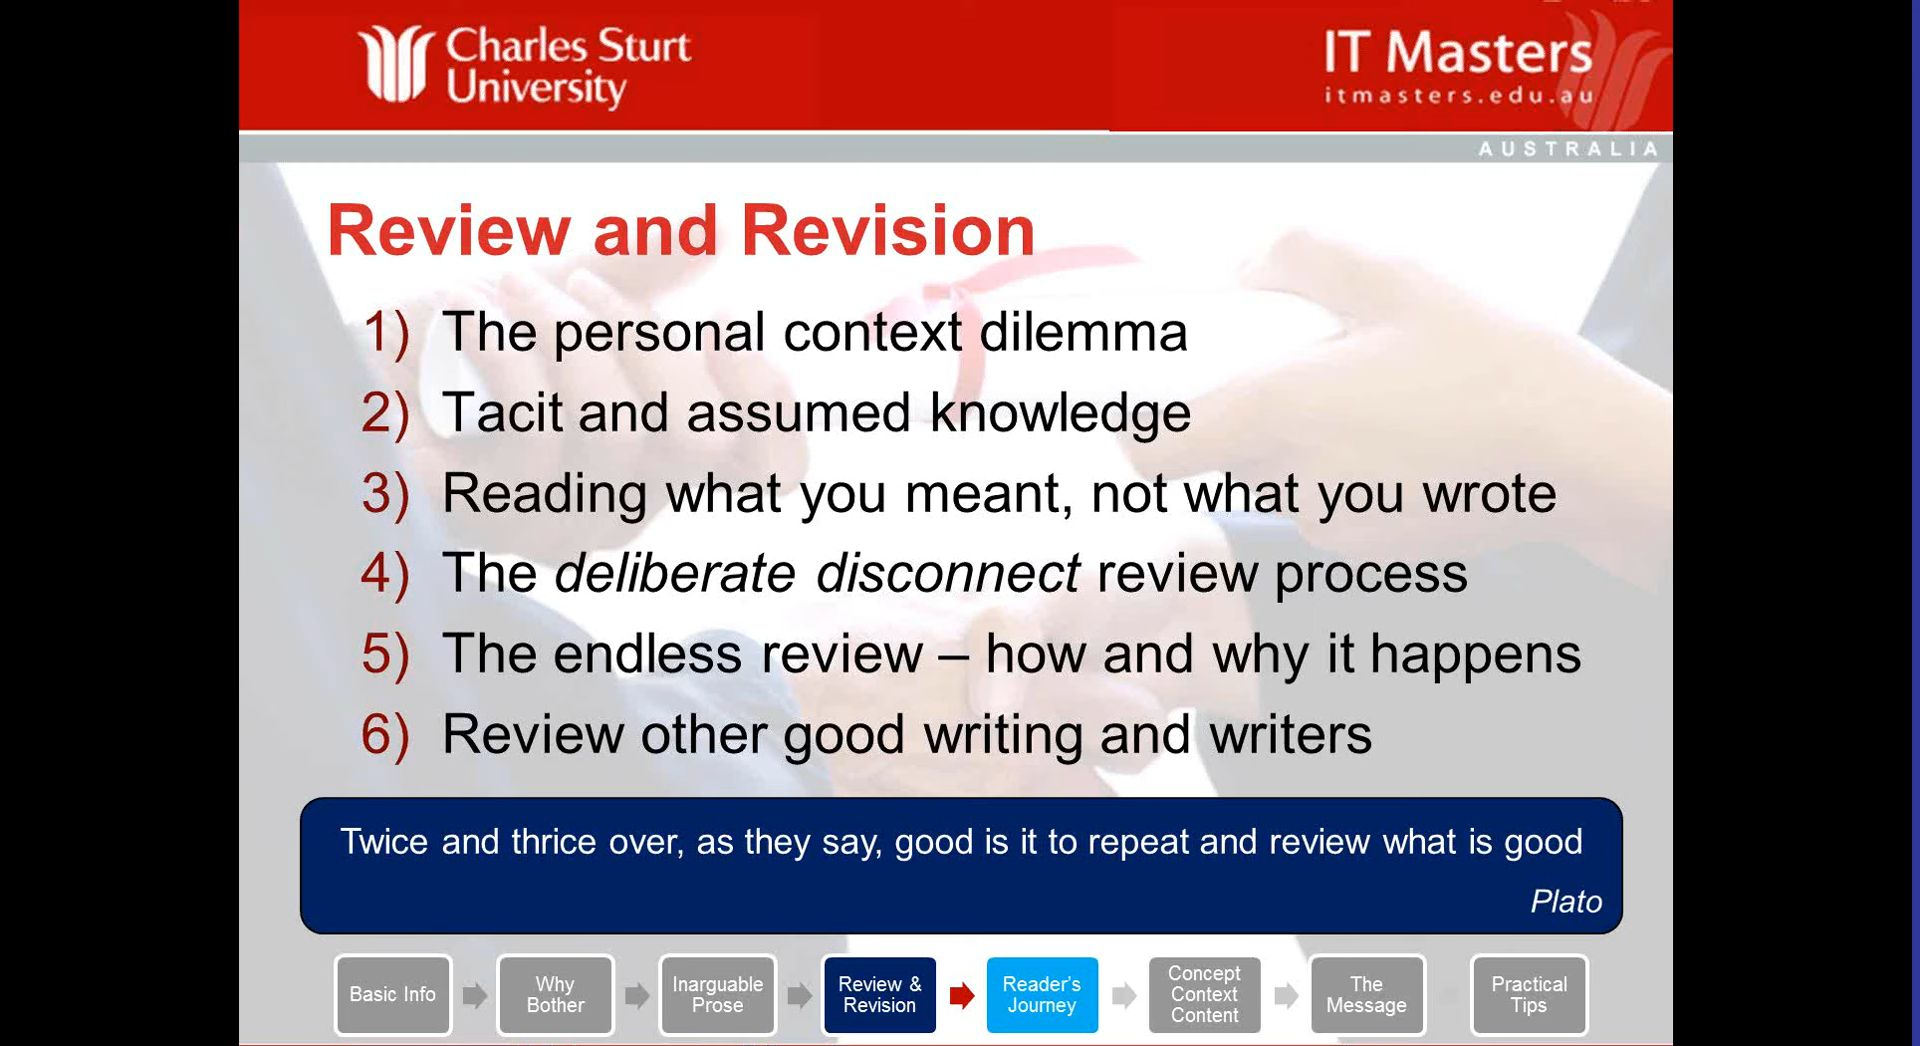 Charles Sturt
University
IT Masters
itmasters.edu.au
AUSTRALIA
Review and Revision
1) The personal context dilemma
2) Tacit and assumed knowledge
3) Reading what you meant, not what you wrote
4) The deliberate disconnect review process
5) The endless review – how and why it happens
6) Review other good writing and writers
Twice and thrice over, as they say, good is it to repeat and review what is good
Plato
Basic Info
Why
Bother
Inarguable
Prose
Review &
Revision
Reader's
Journey
Concept
Context
Content
The
Message
Practical
Tips